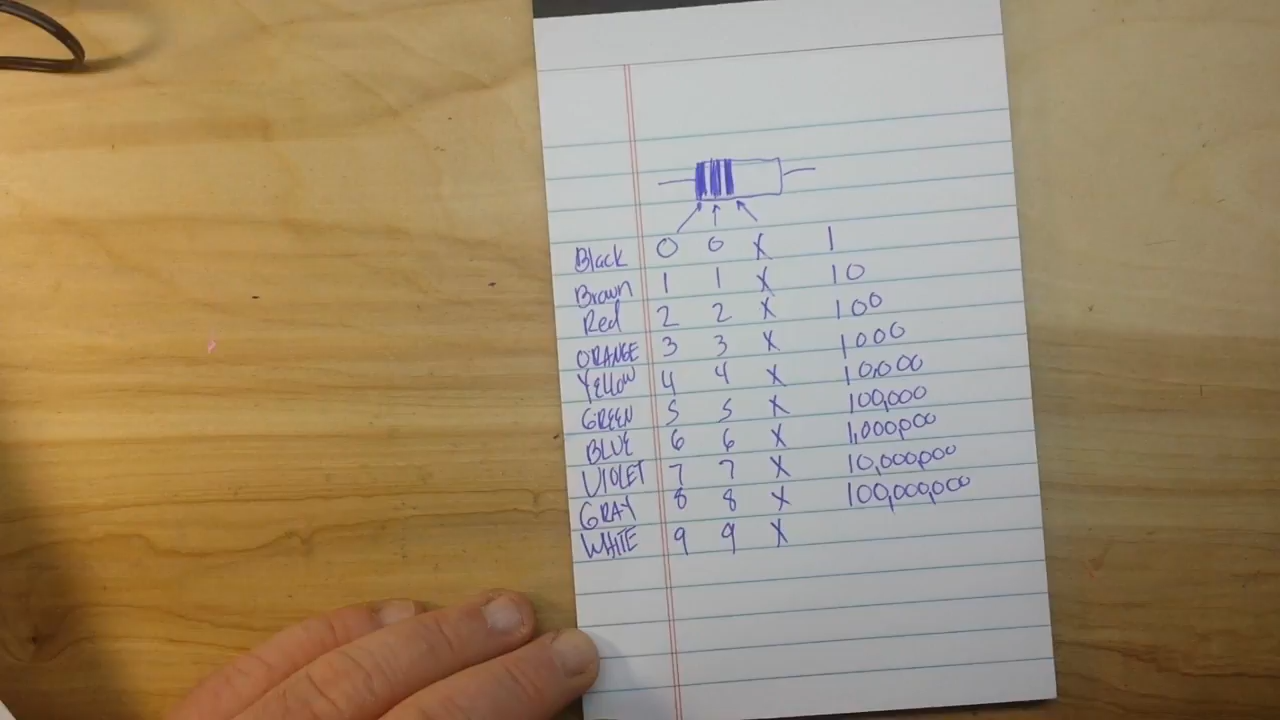 Black 0 0 X 1
Brown 1 1 X 10
Red 2 2 X 100
ORANGE 3 3 X 1000
YELLOW 4 4 X 10,000
GREEN 5 5 X 100,000
BLUE 6 6 X 1,000,000
VIOLET 7 7 X 10,000,000
GRAY 8 8 X 100,000,000
WHITE 9 9 X